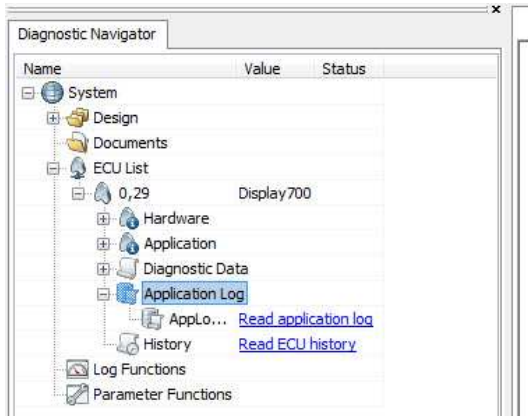 Diagnostic Navigator
Name Value Status
System
Design
Documents
ECU List
0,29 Display700
Hardware
Application
Diagnostic Data
Application Log
AppLo... Read application log
History Read ECU history
Log Functions
Parameter Functions